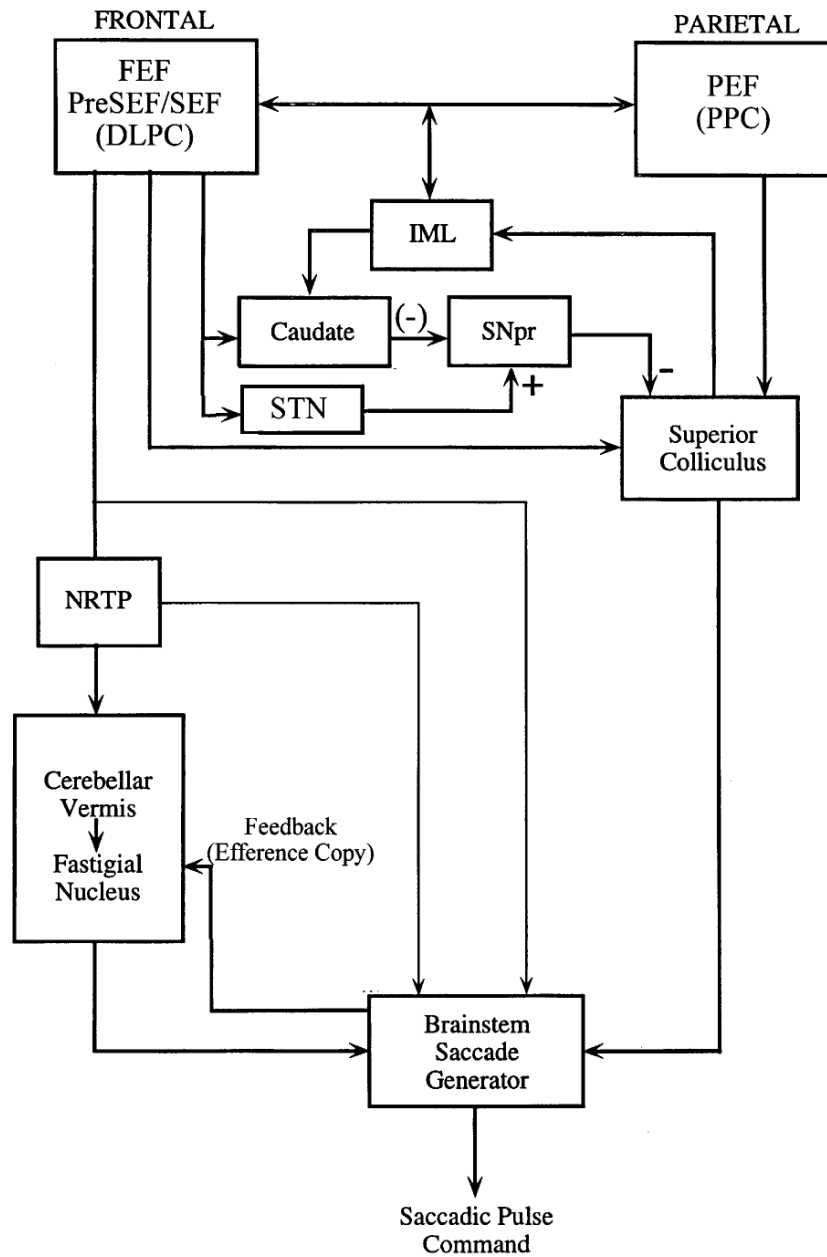 FRONTAL
PARIETAL
FEF
PreSEF/SEF
(DLPC)
PEF
(PPC)
IML
Caudate
(-)
SNpr
-
STN
+
Superior
Colliculus
NRTP
Cerebellar
Vermis
Fastigial
Nucleus
Feedback
(Efference Copy)
Brainstem
Saccade
Generator
Saccadic Pulse
Command